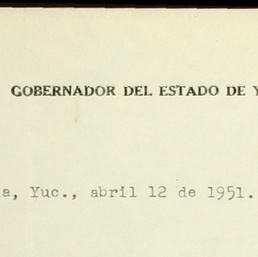 GOBERNADOR DEL ESTADO DE Y
a, Yuc., abril 12 de 1951.